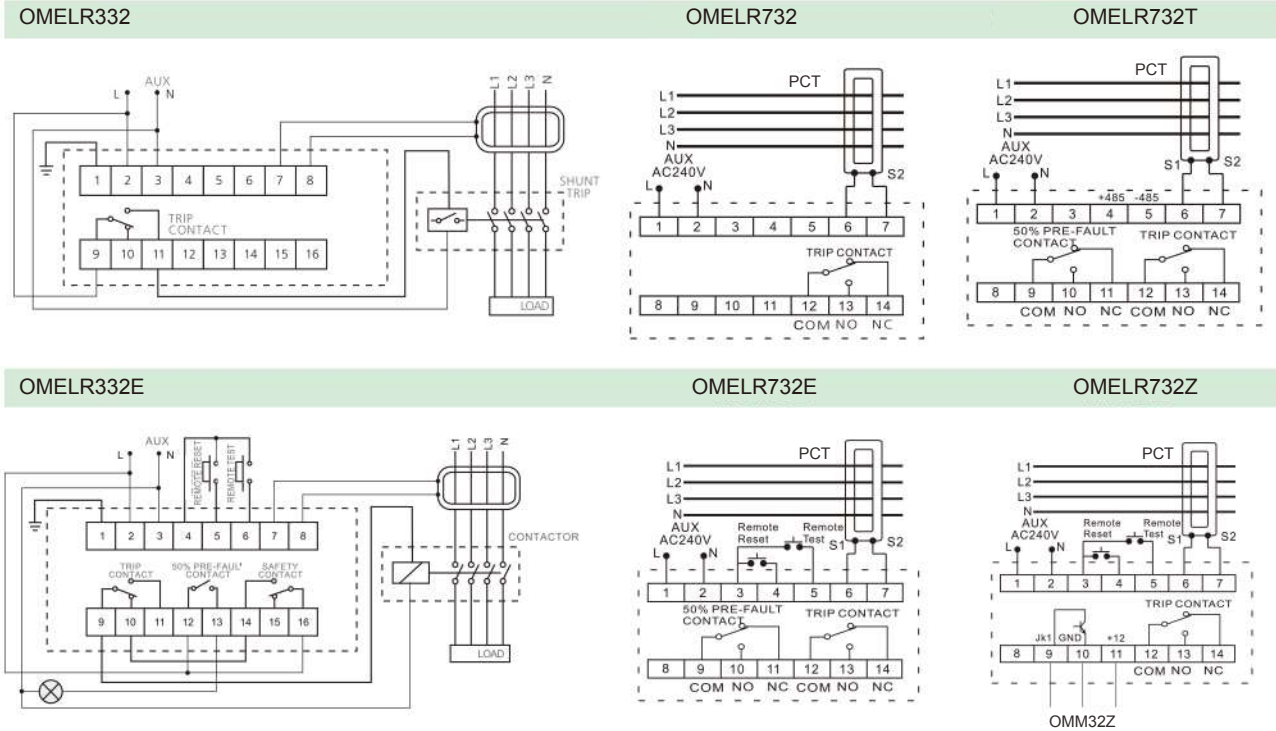 OMELR332
OMELR732
OMELR732T
AUX
L N
L1 L2 L3 N
1 2 3 4 5 6 7 8
TRIP
CONTACT
9 10 11 12 13 14 15 16
SHUNT
TRIP
LOAD
PCT
L1
L2
L3
N
AUX
AC240V
L N
S2
1 2 3 4 5 6 7
TRIP CONTACT
8 9 10 11 12 13 14
COM NO NC
PCT
L1
L2
L3
N
AUX
AC240V
L N
S1 S2
+485 -485
1 2 3 4 5 6 7
50% PRE-FAULT
CONTACT
TRIP CONTACT
8 9 10 11 12 13 14
COM NO NC COM NO NC
OMELR332E
OMELR732E
OMELR732Z
AUX
L N
REMOTE RESET
REMOTE TEST
L1 L2 L3 N
1 2 3 4 5 6 7 8
TRIP
CONTACT
50% PRE-FAUL'
CONTACT
SAFETY
CONTACT
9 10 11 12 13 14 15 16
CONTACTOR
LOAD
PCT
L1
L2
L3
N
AUX
AC240V
L N
Remote
Reset
Remote
Test
S1 S2
1 2 3 4 5 6 7
50% PRE-FAULT
CONTACT
TRIP CONTACT
8 9 10 11 12 13 14
COM NO NC COM NO NC
PCT
L1
L2
L3
N
AUX
AC240V
L N
Remote
Reset
Remote
Test
S1 S2
1 2 3 4 5 6 7
TRIP CONTACT
Jk1 GND +12
8 9 10 11 12 13 14
COM NO NC
OMM32Z